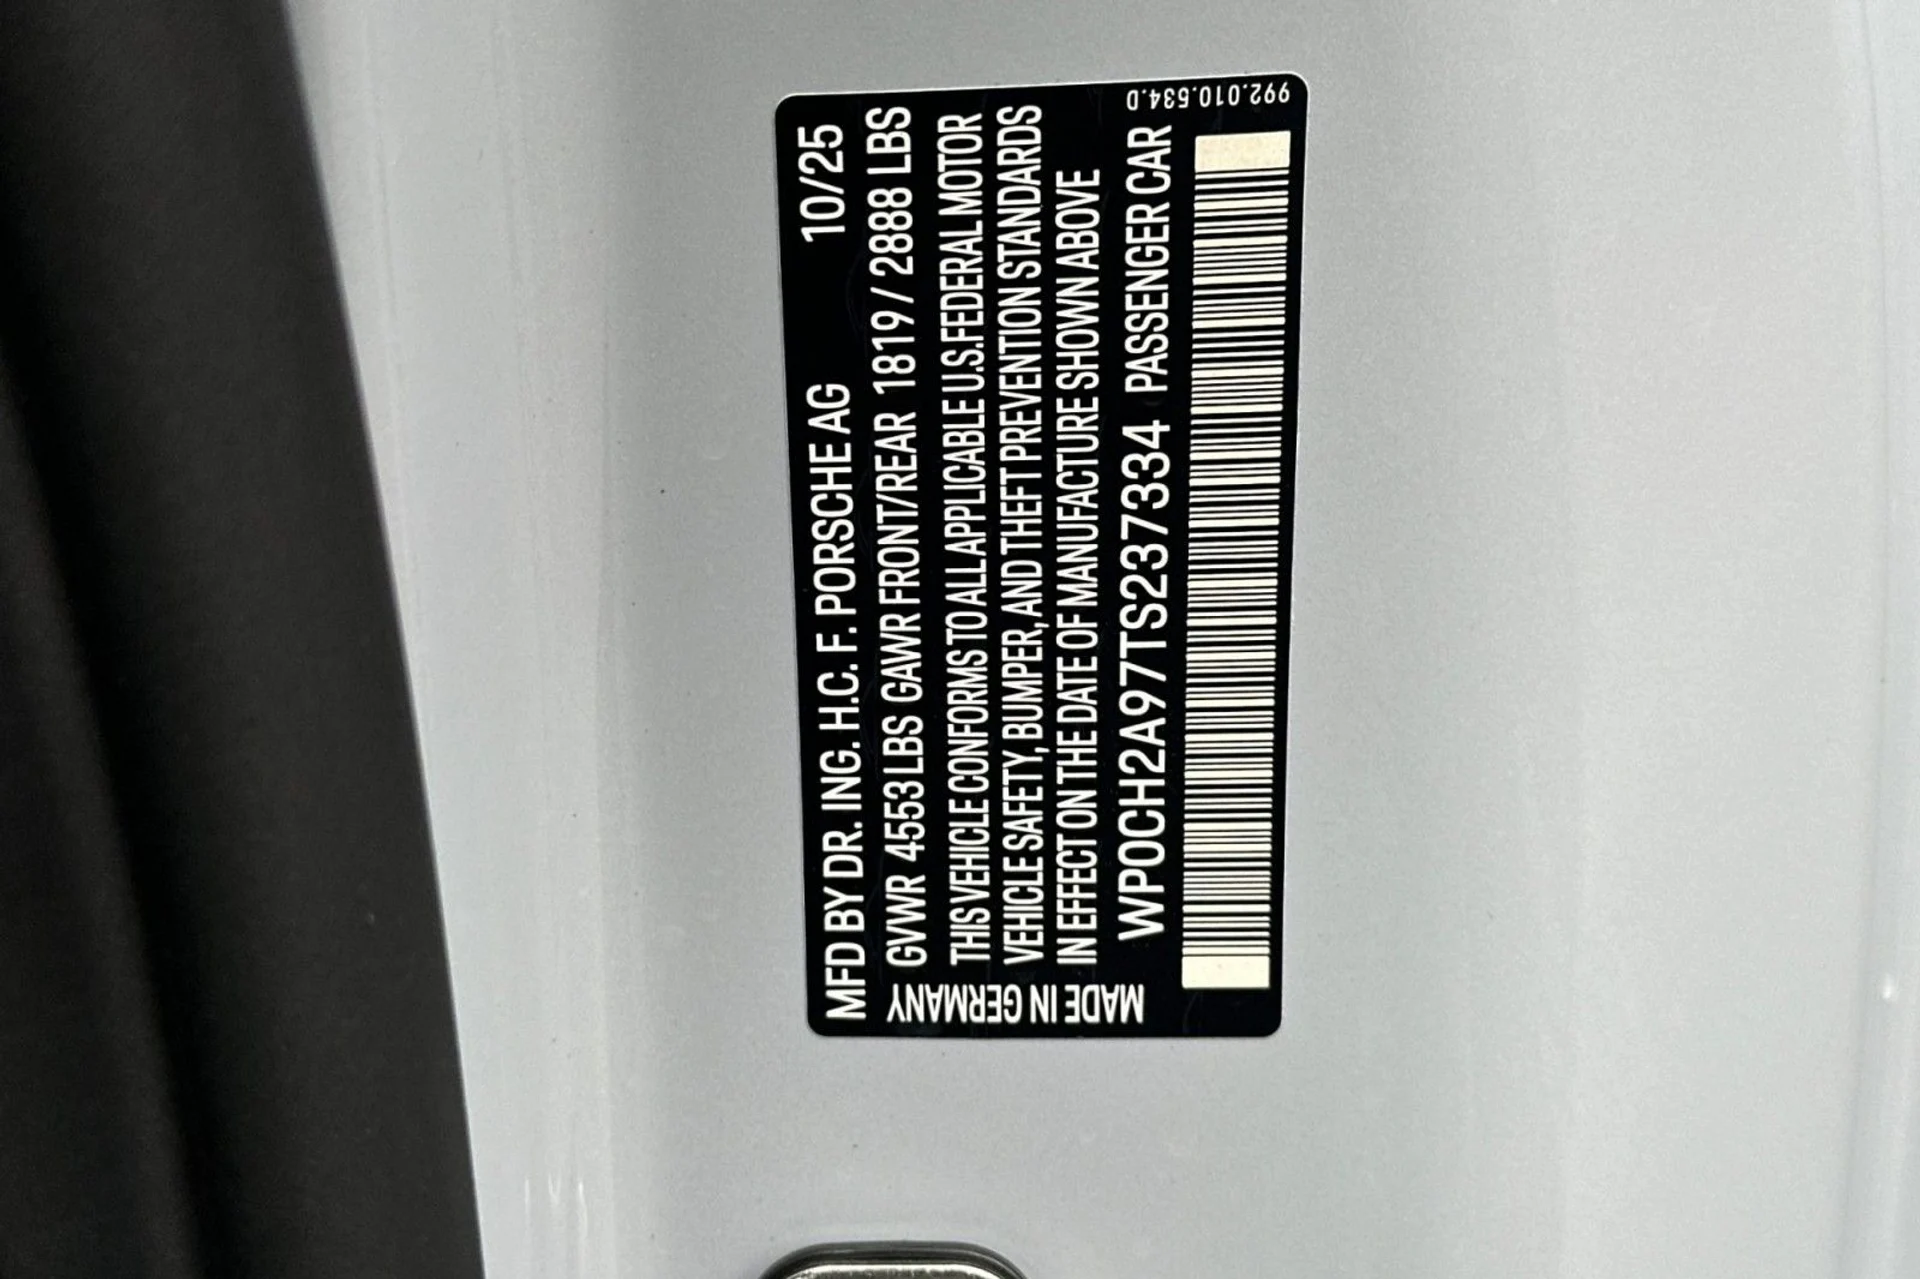 MFD BY DR. ING. H.C. F. PORSCHE AG 10/25
GVWR 4553 LBS GAWR FRONT/REAR 1819 / 2888 LBS
THIS VEHICLE CONFORMS TO ALL APPLICABLE U.S. FEDERAL MOTOR
VEHICLE SAFETY, BUMPER, AND THEFT PREVENTION STANDARDS
IN EFFECT ON THE DATE OF MANUFACTURE SHOWN ABOVE
WP0CH2A97TS237334 PASSENGER CAR
MADE IN GERMANY
992.010.534.D